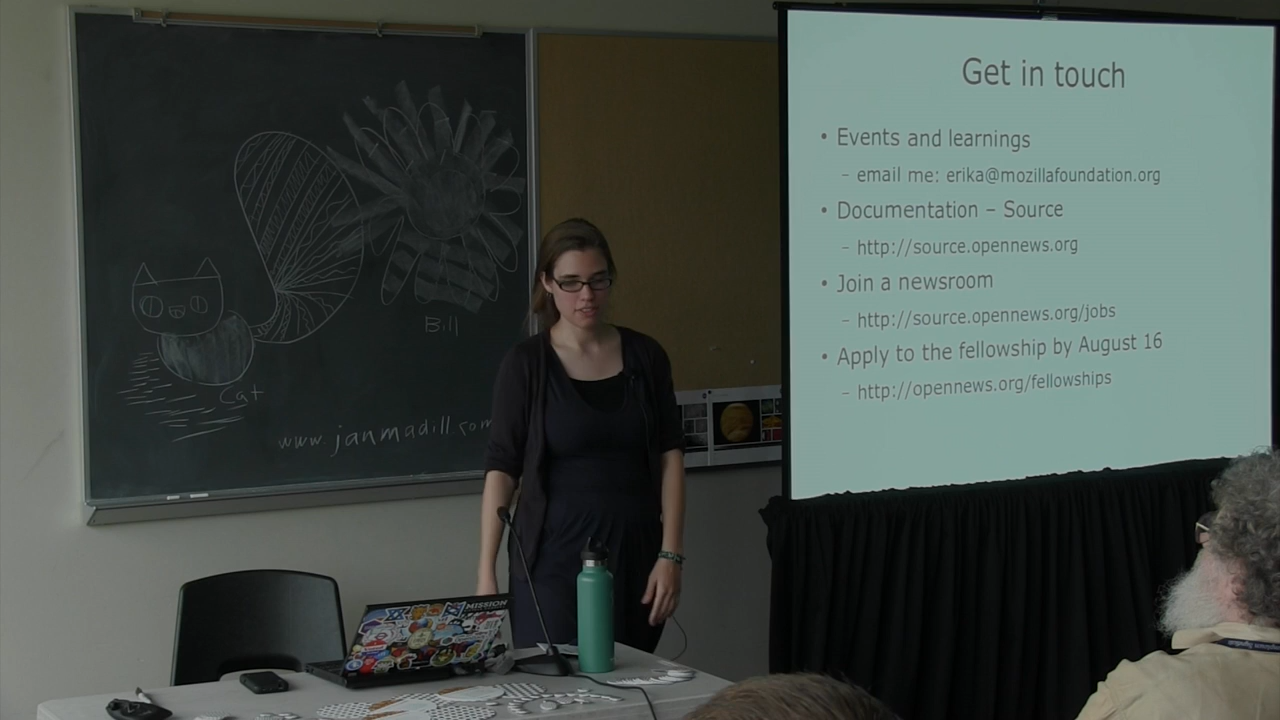 Bill
Cat
www.janmadill.com
MISSION
Get in touch
• Events and learnings
– email me: erika@mozillafoundation.org
• Documentation – Source
– http://source.opennews.org
• Join a newsroom
– http://source.opennews.org/jobs
• Apply to the fellowship by August 16
– http://opennews.org/fellowships